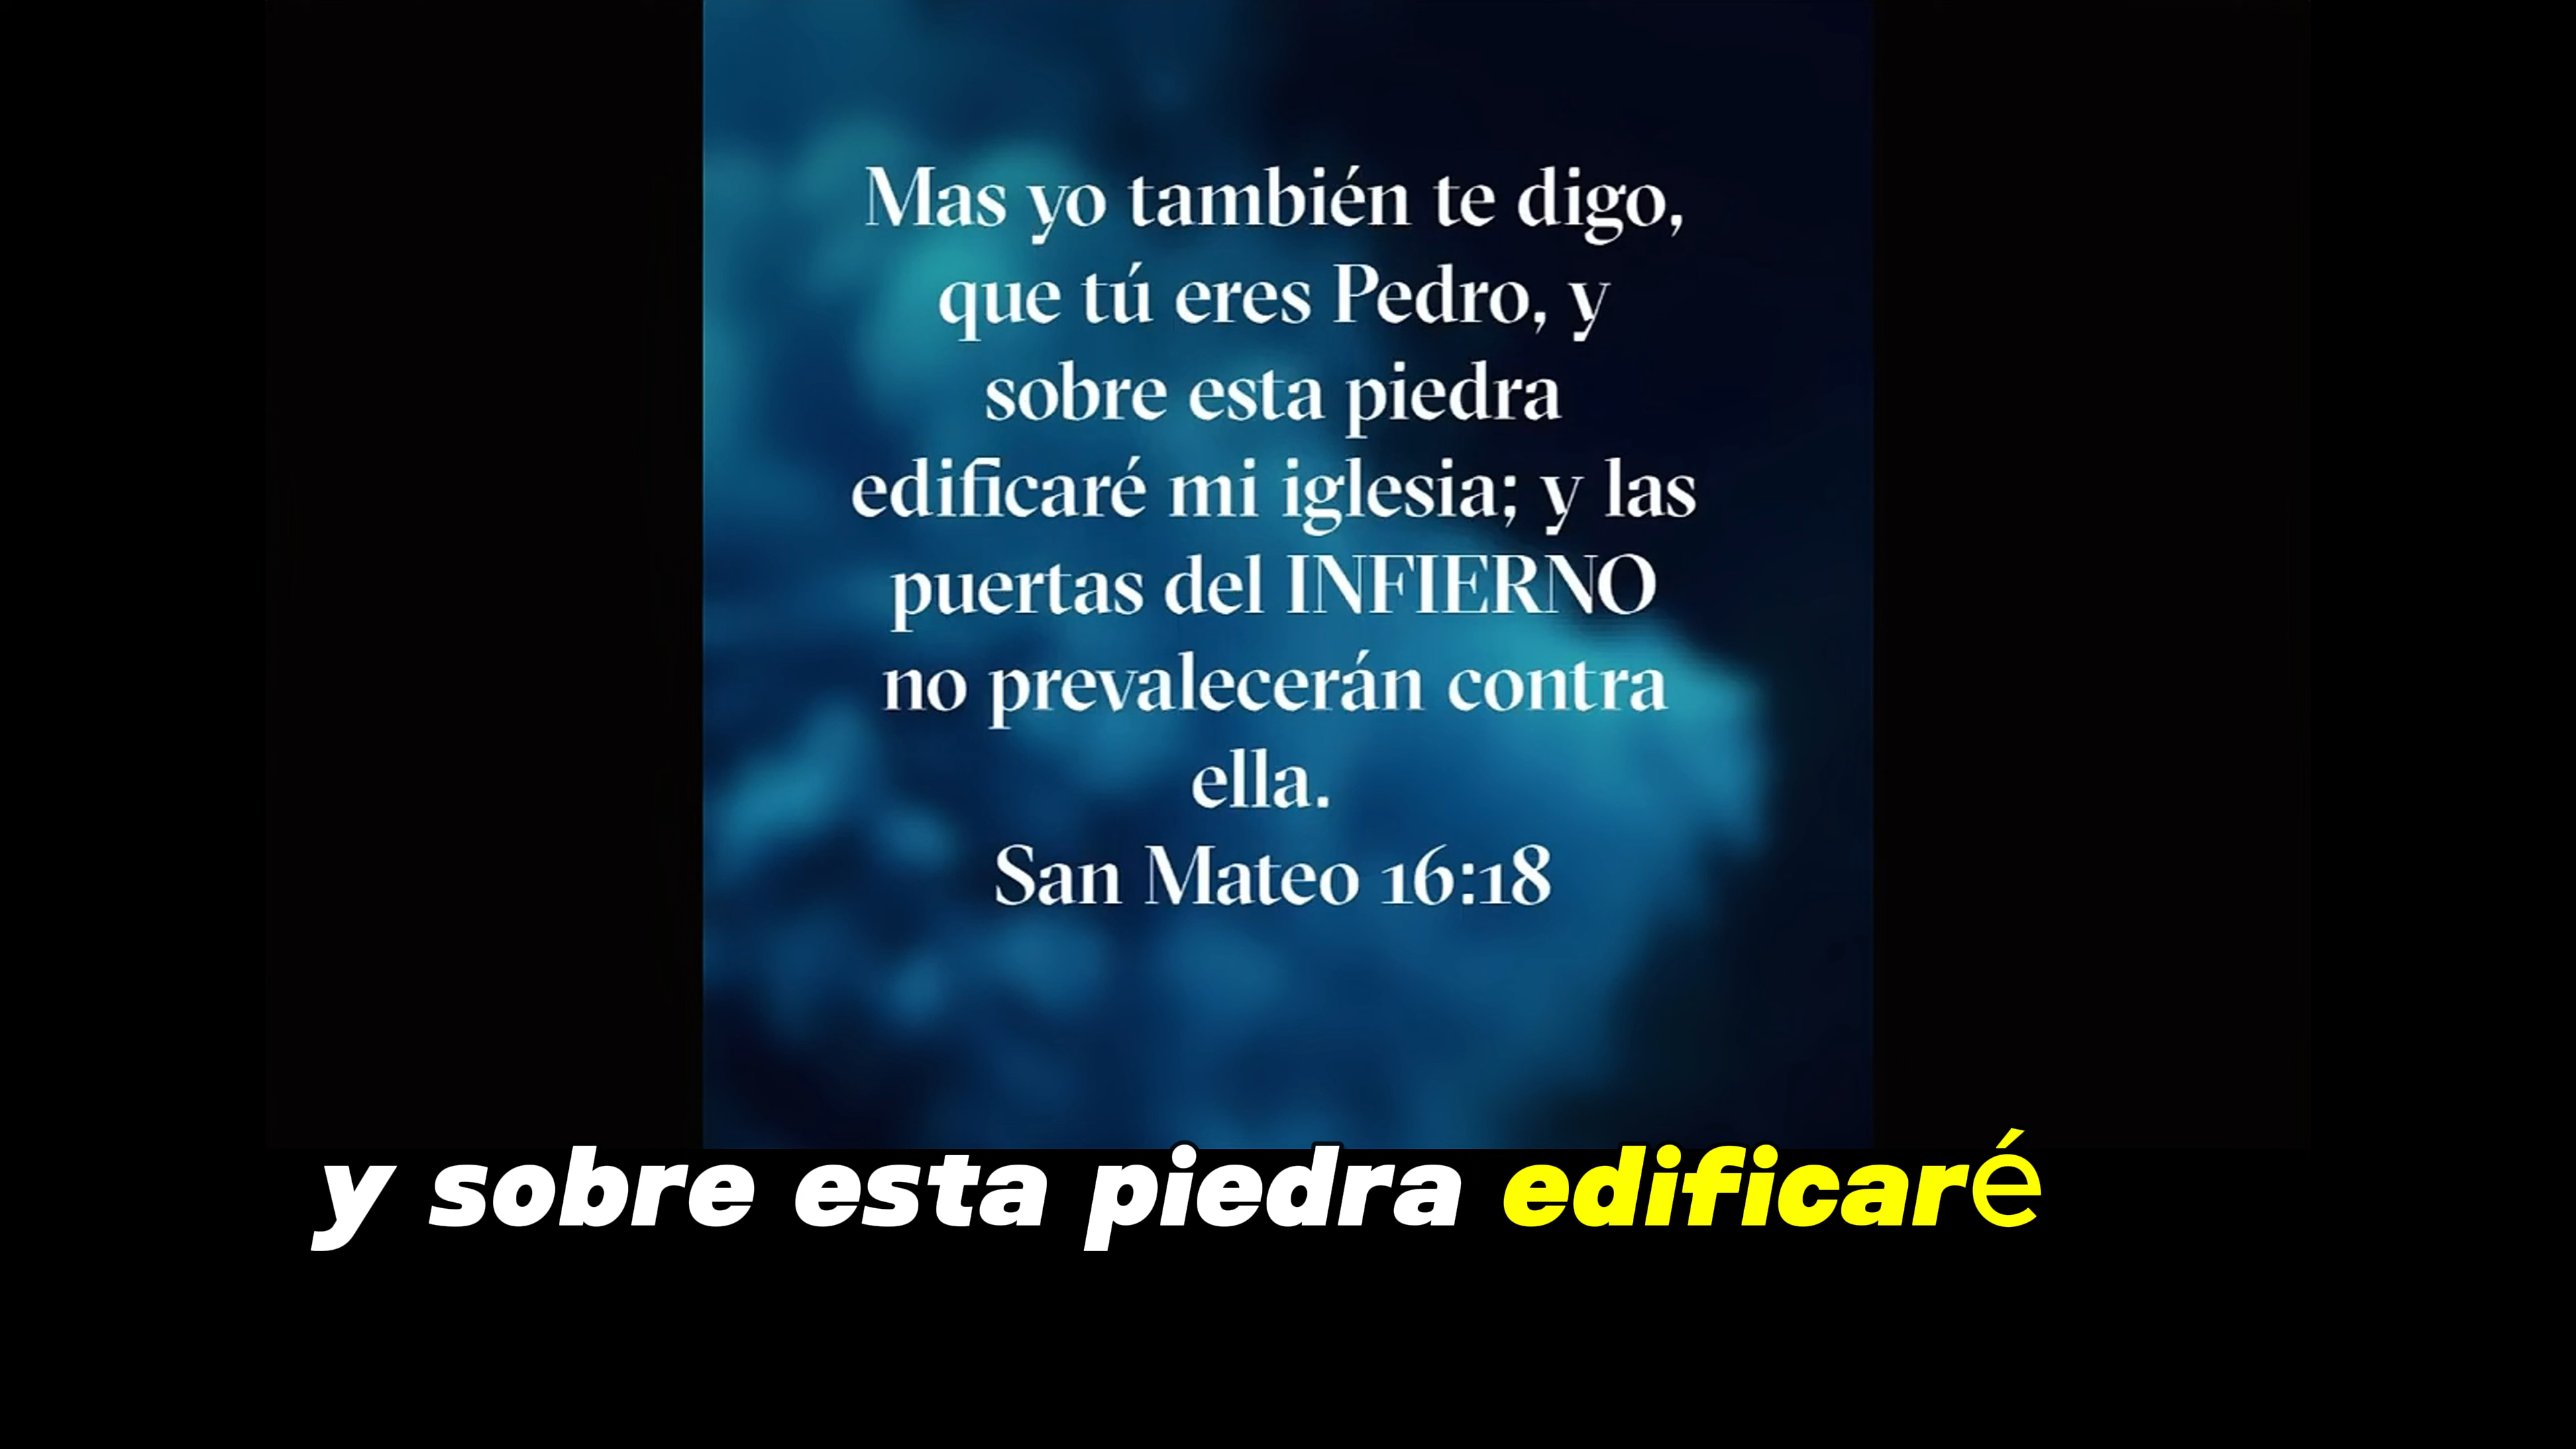 Mas yo también te digo,
que tú eres Pedro, y
sobre esta piedra
edificaré mi iglesia; y las
puertas del INFIERNO
no prevalecerán contra
ella.
San Mateo 16:18
y sobre esta piedra edificaré